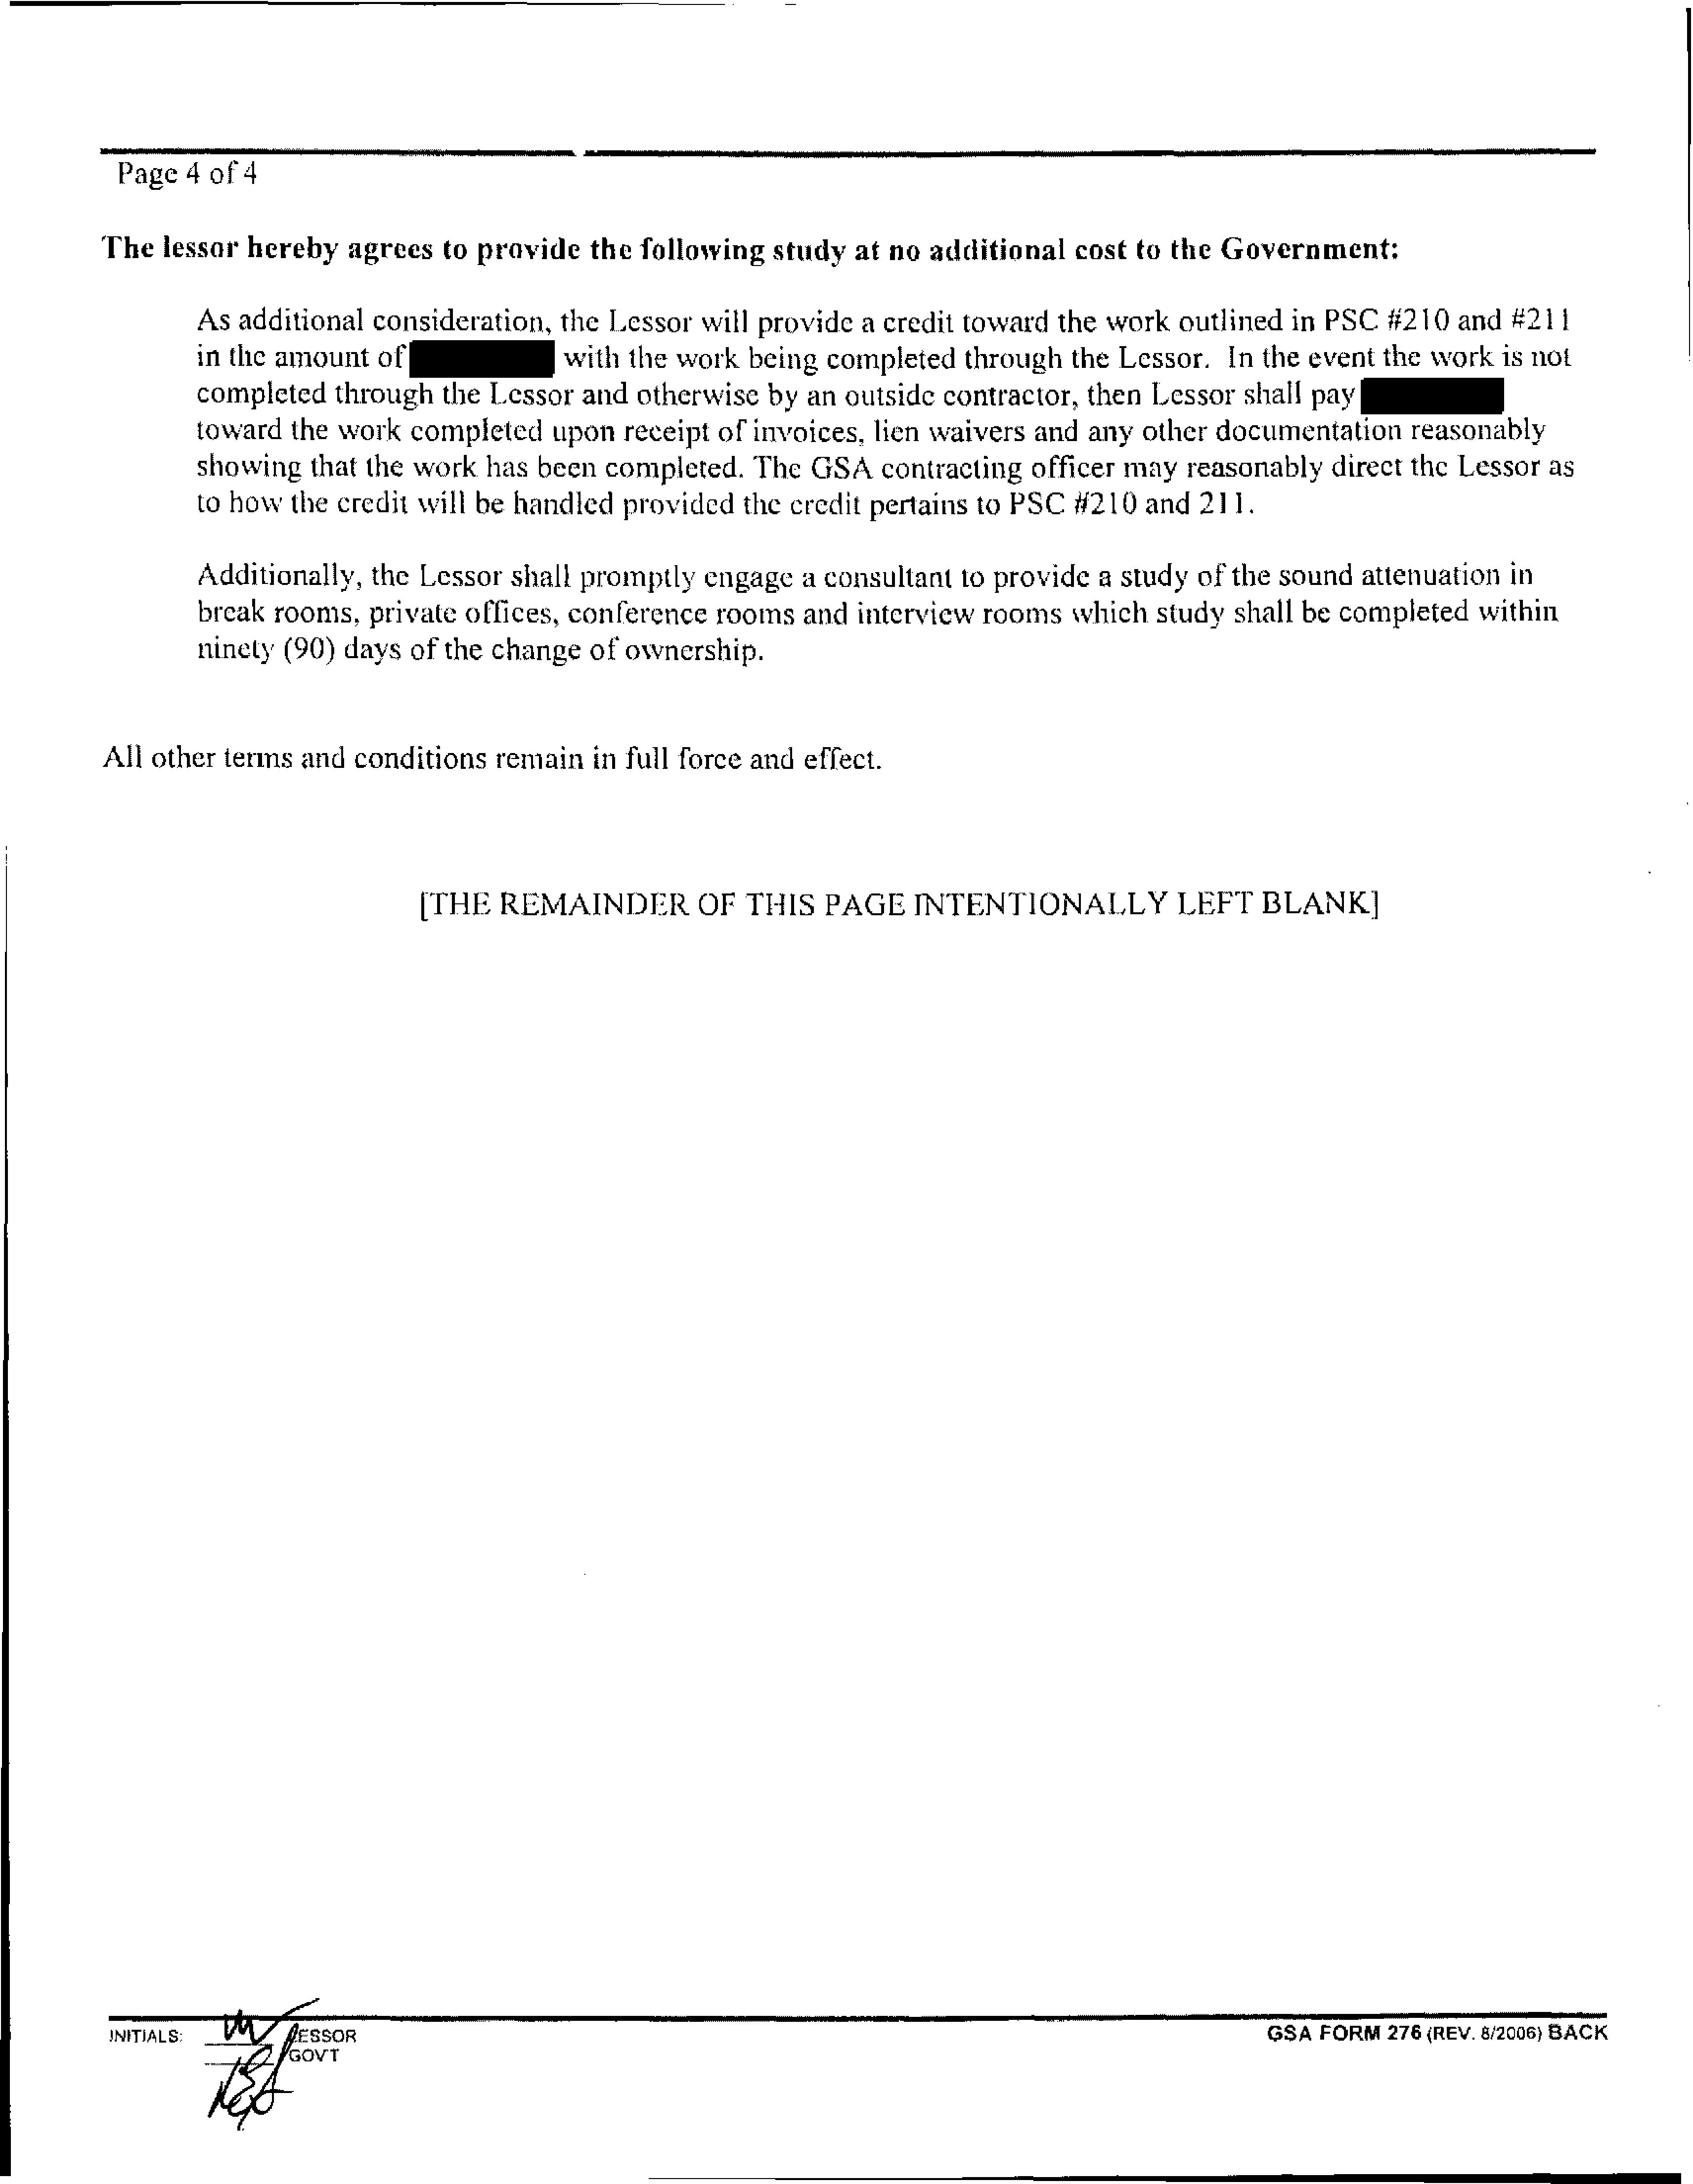 Page 4 of 4
The lessor hereby agrees to provide the following study at no additional cost to the Government:
As additional consideration, the Lessor will provide a credit toward the work outlined in PSC #210 and #211
in the amount of with the work being completed through the Lessor. In the event the work is not
completed through the Lessor and otherwise by an outside contractor, then Lessor shall pay
toward the work completed upon receipt of invoices, lien waivers and any other documentation reasonably
showing that the work has been completed. The GSA contracting officer may reasonably direct the Lessor as
to how the credit will be handled provided the credit pertains to PSC #210 and 211.
Additionally, the Lessor shall promptly engage a consultant to provide a study of the sound attenuation in
break rooms, private offices, conference rooms and interview rooms which study shall be completed within
ninety (90) days of the change of ownership.
All other terms and conditions remain in full force and effect.
[THE REMAINDER OF THIS PAGE INTENTIONALLY LEFT BLANK]
INITIALS: LESSOR GSA FORM 276 (REV. 8/2006) BACK
GOVT